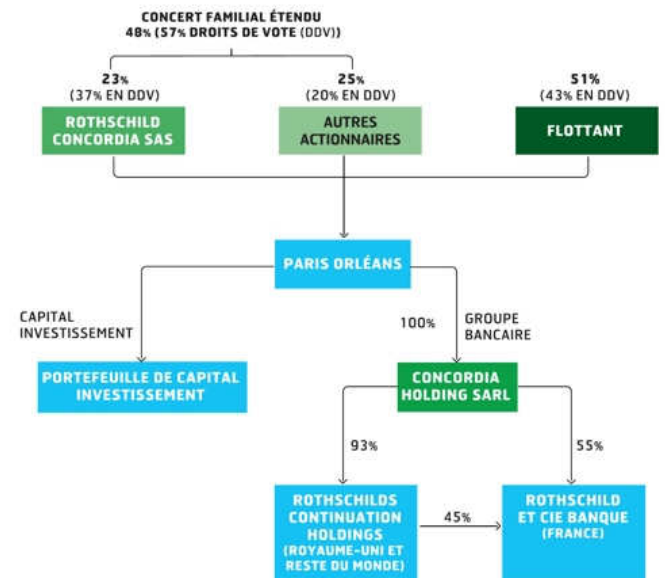 CONCERT FAMILIAL ÉTENDU
48% (57% DROITS DE VOTE (DDV))
23%
(37% EN DDV)
ROTHSCHILD
CONCORDIA SAS
25%
(20% EN DDV)
AUTRES
ACTIONNAIRES
51%
(43% EN DDV)
FLOTTANT
PARIS ORLÉANS
CAPITAL
INVESTISSEMENT
100%
GROUPE
BANCAIRE
PORTEFEUILLE DE CAPITAL
INVESTISSEMENT
CONCORDIA
HOLDING SARL
93%
55%
ROTHSCHILDS
CONTINUATION
HOLDINGS
(ROYAUME-UNI ET
RESTE DU MONDE)
45%
ROTHSCHILD
ET CIE BANQUE
(FRANCE)